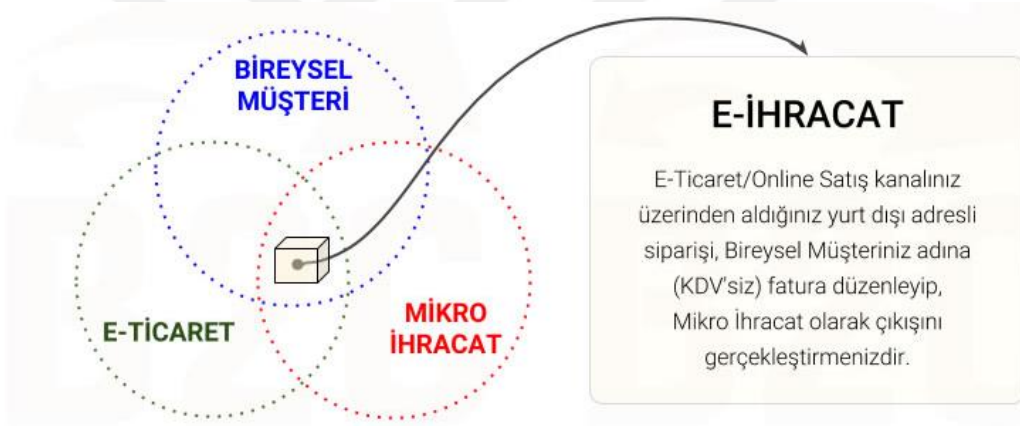 BİREYSEL
MÜŞTERİ
E-TİCARET
MİKRO
İHRACAT
E-İHRACAT
E-Ticaret/Online Satış kanalınız
üzerinden aldığınız yurt dışı adresli
siparişi, Bireysel Müşteriniz adına
(KDV'siz) fatura düzenleyip,
Mikro İhracat olarak çıkışını
gerçekleştirmenizdir.